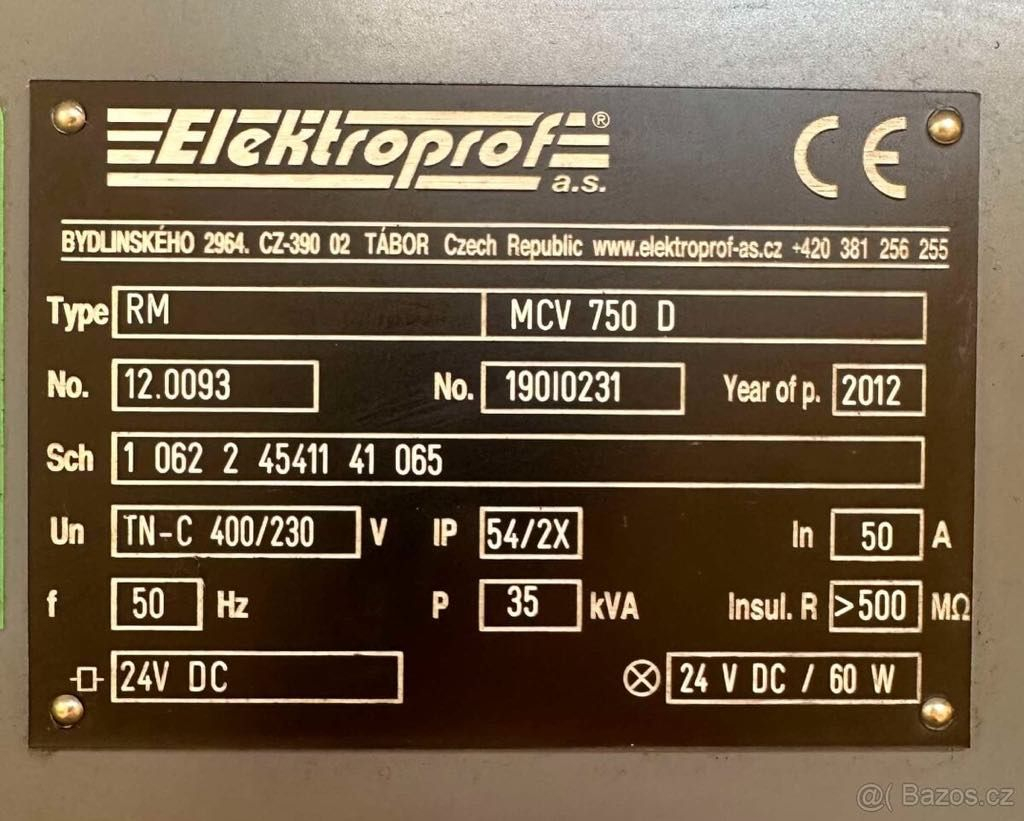 Elektroprof® a.s. CE
BYDLINSKÉHO 2964. CZ-390 02 TÁBOR Czech Republic www.elektroprof-as.cz +420 381 256 255
Type RM MCV 750 D
No. 12.0093 No. 190I0231 Year of p. 2012
Sch 1 062 2 45411 41 065
Un TN-C 400/230 V IP 54/2X In 50 A
f 50 Hz P 35 kVA Insul. R >500 MΩ
24V DC 24 V DC / 60 W
@( Bazos.cz